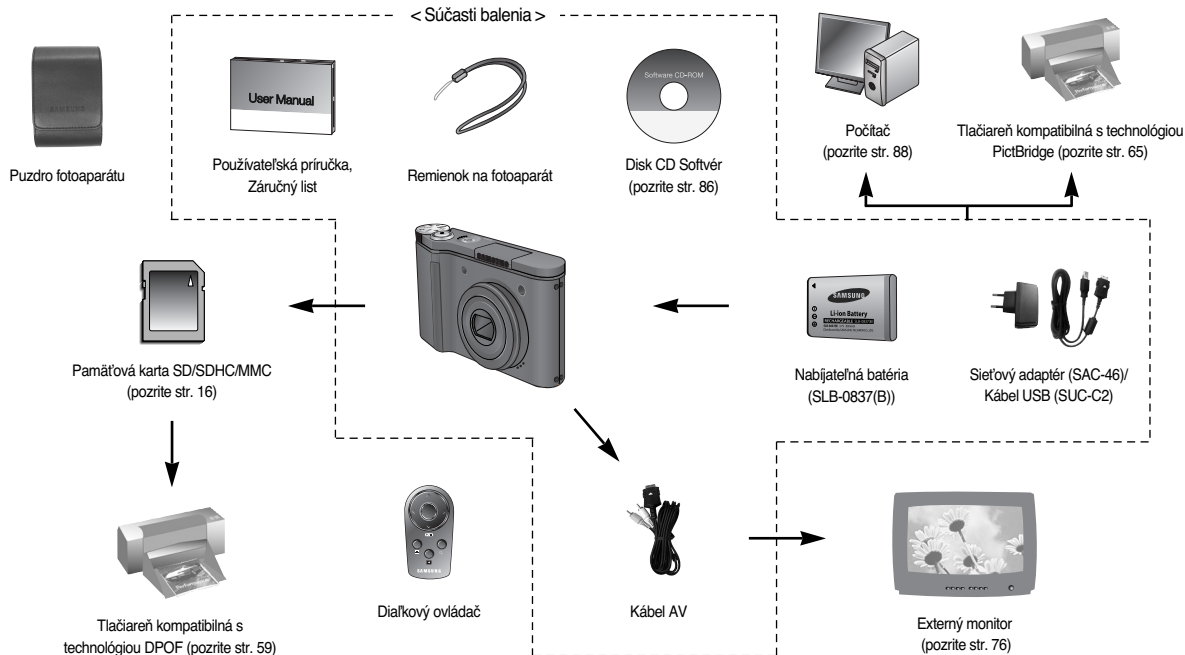 < Súčasti balenia >
SAMSUNG
User Manual
Software CD-ROM
Puzdro fotoaparátu
Používateľská príručka,
Záručný list
Remienok na fotoaparát
Disk CD Softvér
(pozrite str. 86)
Počítač
(pozrite str. 88)
Tlačiareň kompatibilná s technológiou
PictBridge (pozrite str. 65)
SAMSUNG
SAMSUNG
Li-ion Battery
Pamäťová karta SD/SDHC/MMC
(pozrite str. 16)
Nabíjateľná batéria
(SLB-0837(B))
Sieťový adaptér (SAC-46)/
Kábel USB (SUC-C2)
SAMSUNG
Tlačiareň kompatibilná s
technológiou DPOF (pozrite str. 59)
Diaľkový ovládač
Kábel AV
Externý monitor
(pozrite str. 76)